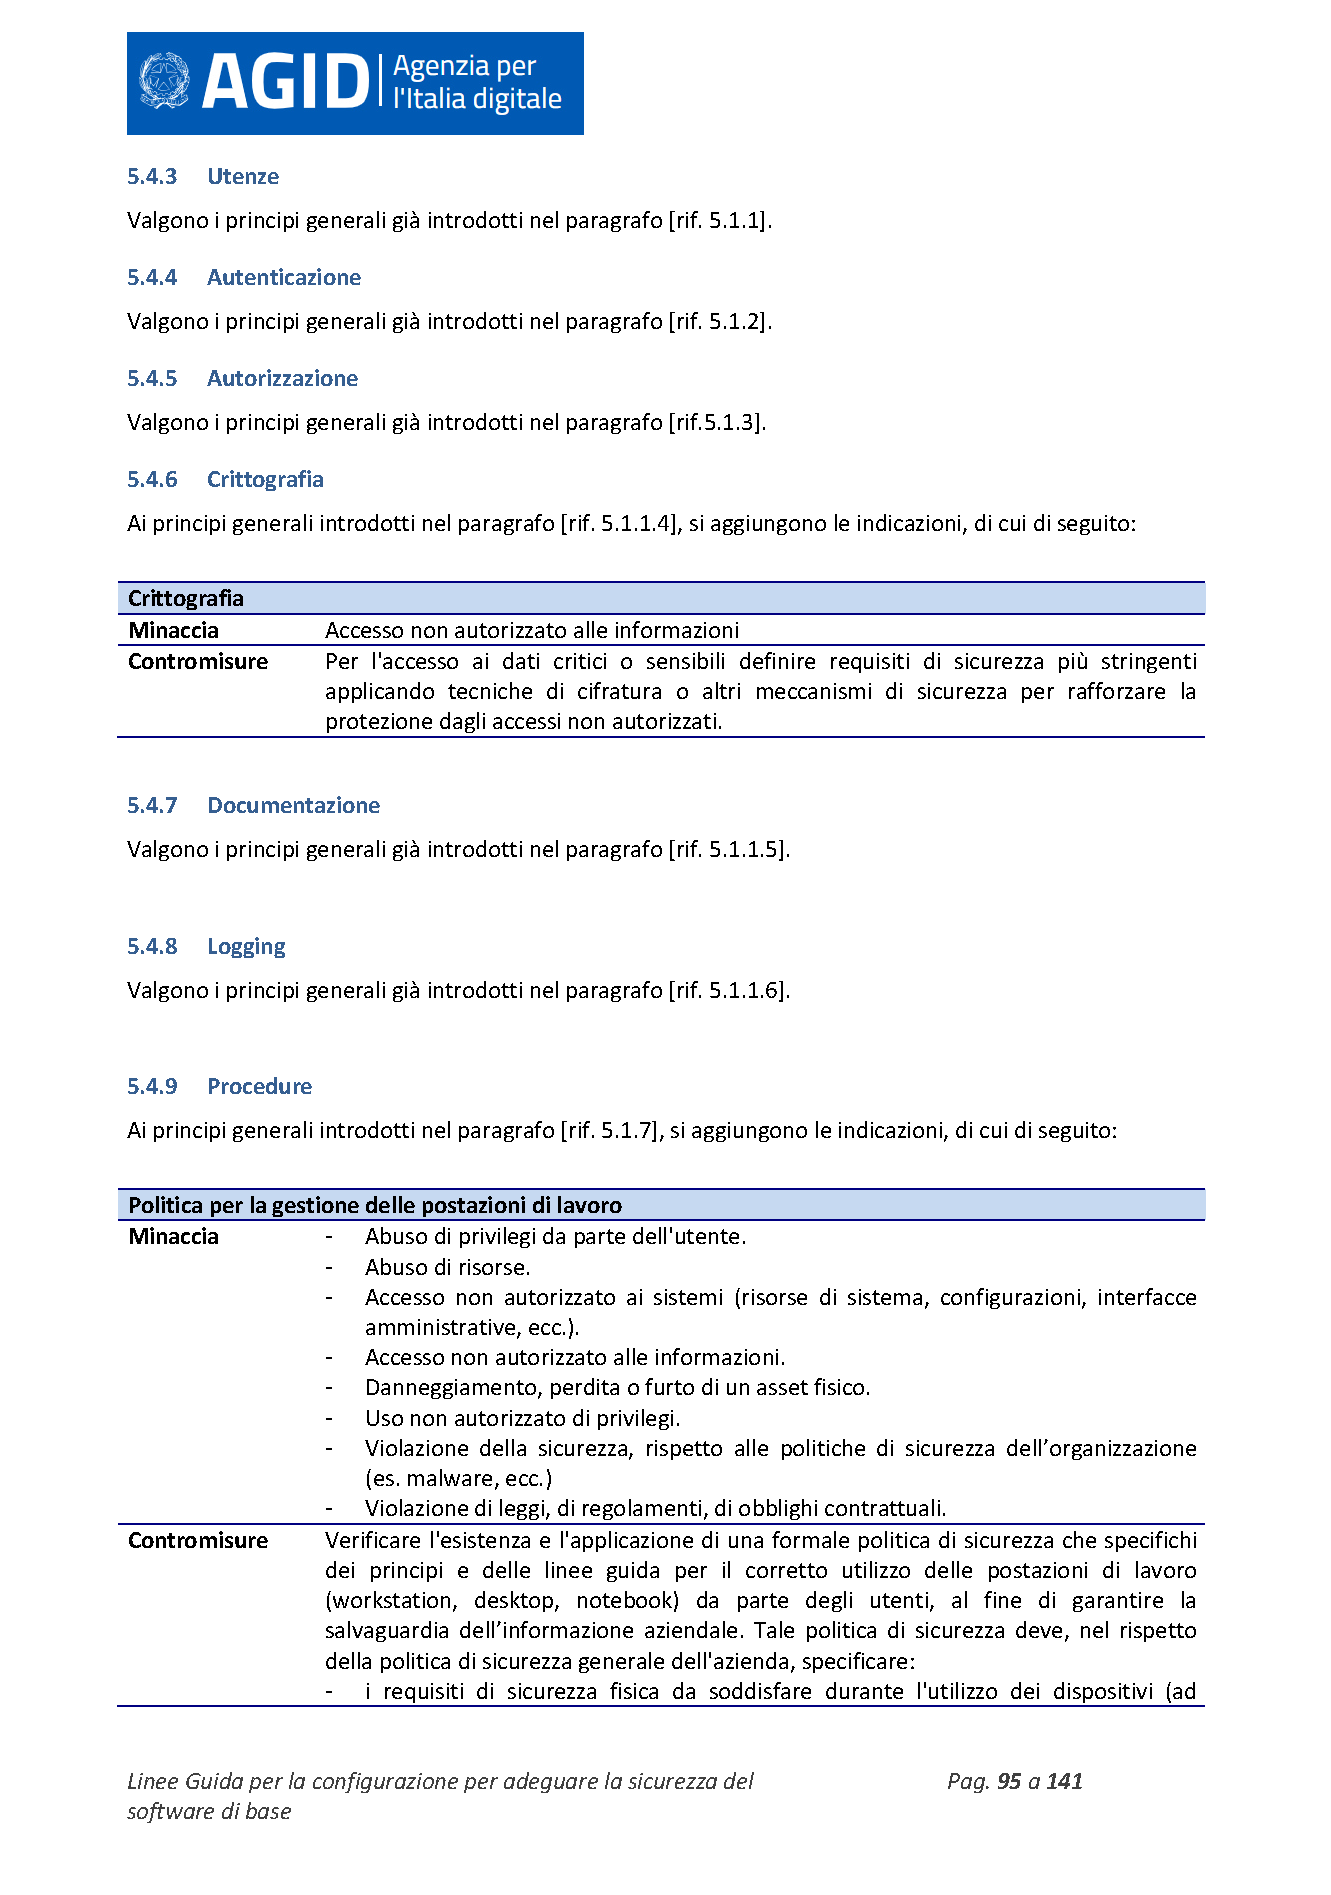 AGID Agenzia per
l'Italia digitale
5.4.3 Utenze
Valgono i principi generali già introdotti nel paragrafo [rif. 5.1.1].
5.4.4 Autenticazione
Valgono i principi generali già introdotti nel paragrafo [rif. 5.1.2].
5.4.5 Autorizzazione
Valgono i principi generali già introdotti nel paragrafo [rif.5.1.3].
5.4.6 Crittografia
Ai principi generali introdotti nel paragrafo [rif. 5.1.1.4], si aggiungono le indicazioni, di cui di seguito:
Crittografia
Minaccia Accesso non autorizzato alle informazioni
Contromisure Per l'accesso ai dati critici o sensibili definire requisiti di sicurezza più stringenti
applicando tecniche di cifratura o altri meccanismi di sicurezza per rafforzare la
protezione dagli accessi non autorizzati.
5.4.7 Documentazione
Valgono i principi generali già introdotti nel paragrafo [rif. 5.1.1.5].
5.4.8 Logging
Valgono i principi generali già introdotti nel paragrafo [rif. 5.1.1.6].
5.4.9 Procedure
Ai principi generali introdotti nel paragrafo [rif. 5.1.7], si aggiungono le indicazioni, di cui di seguito:
Politica per la gestione delle postazioni di lavoro
Minaccia - Abuso di privilegi da parte dell'utente.
- Abuso di risorse.
- Accesso non autorizzato ai sistemi (risorse di sistema, configurazioni, interfacce
amministrative, ecc.).
- Accesso non autorizzato alle informazioni.
- Danneggiamento, perdita o furto di un asset fisico.
- Uso non autorizzato di privilegi.
- Violazione della sicurezza, rispetto alle politiche di sicurezza dell’organizzazione
(es. malware, ecc.)
- Violazione di leggi, di regolamenti, di obblighi contrattuali.
Contromisure Verificare l'esistenza e l'applicazione di una formale politica di sicurezza che specifichi
dei principi e delle linee guida per il corretto utilizzo delle postazioni di lavoro
(workstation, desktop, notebook) da parte degli utenti, al fine di garantire la
salvaguardia dell’informazione aziendale. Tale politica di sicurezza deve, nel rispetto
della politica di sicurezza generale dell'azienda, specificare:
- i requisiti di sicurezza fisica da soddisfare durante l'utilizzo dei dispositivi (ad
Linee Guida per la configurazione per adeguare la sicurezza del Pag. 95 a 141
software di base